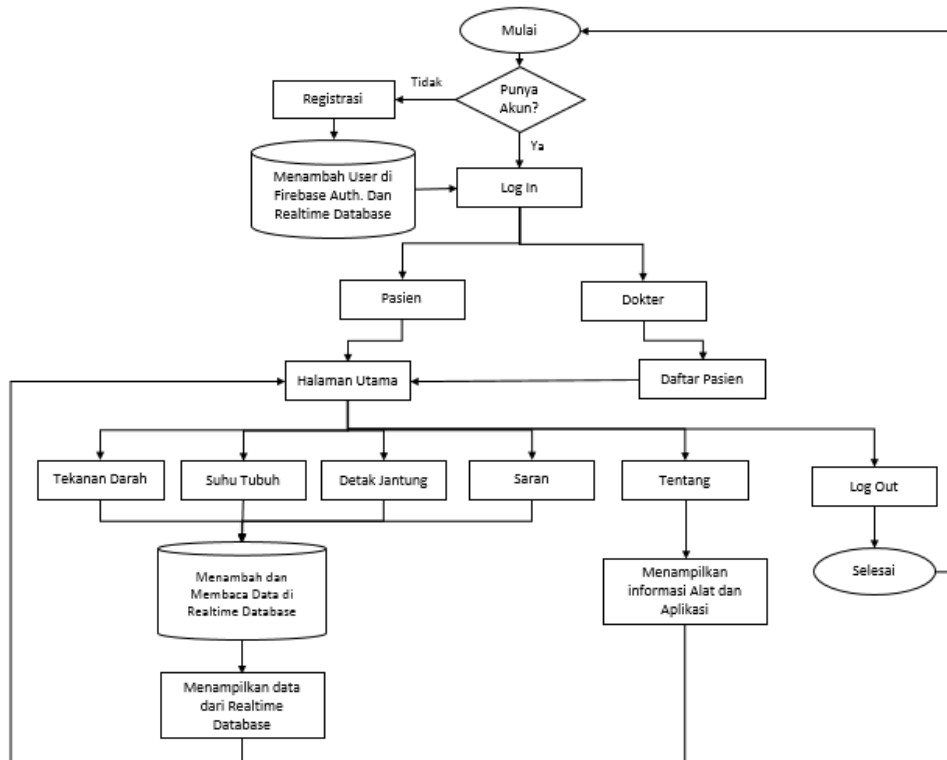 Mulai
Tidak
Punya
Akun?
Registrasi
Ya
Menambah User di
Firebase Auth. Dan
Realtime Database
Log In
Pasien
Dokter
Halaman Utama
Daftar Pasien
Tekanan Darah
Suhu Tubuh
Detak Jantung
Saran
Tentang
Log Out
Menambah dan
Membaca Data di
Realtime Database
Menampilkan
informasi Alat dan
Aplikasi
Selesai
Menampilkan data
dari Realtime
Database